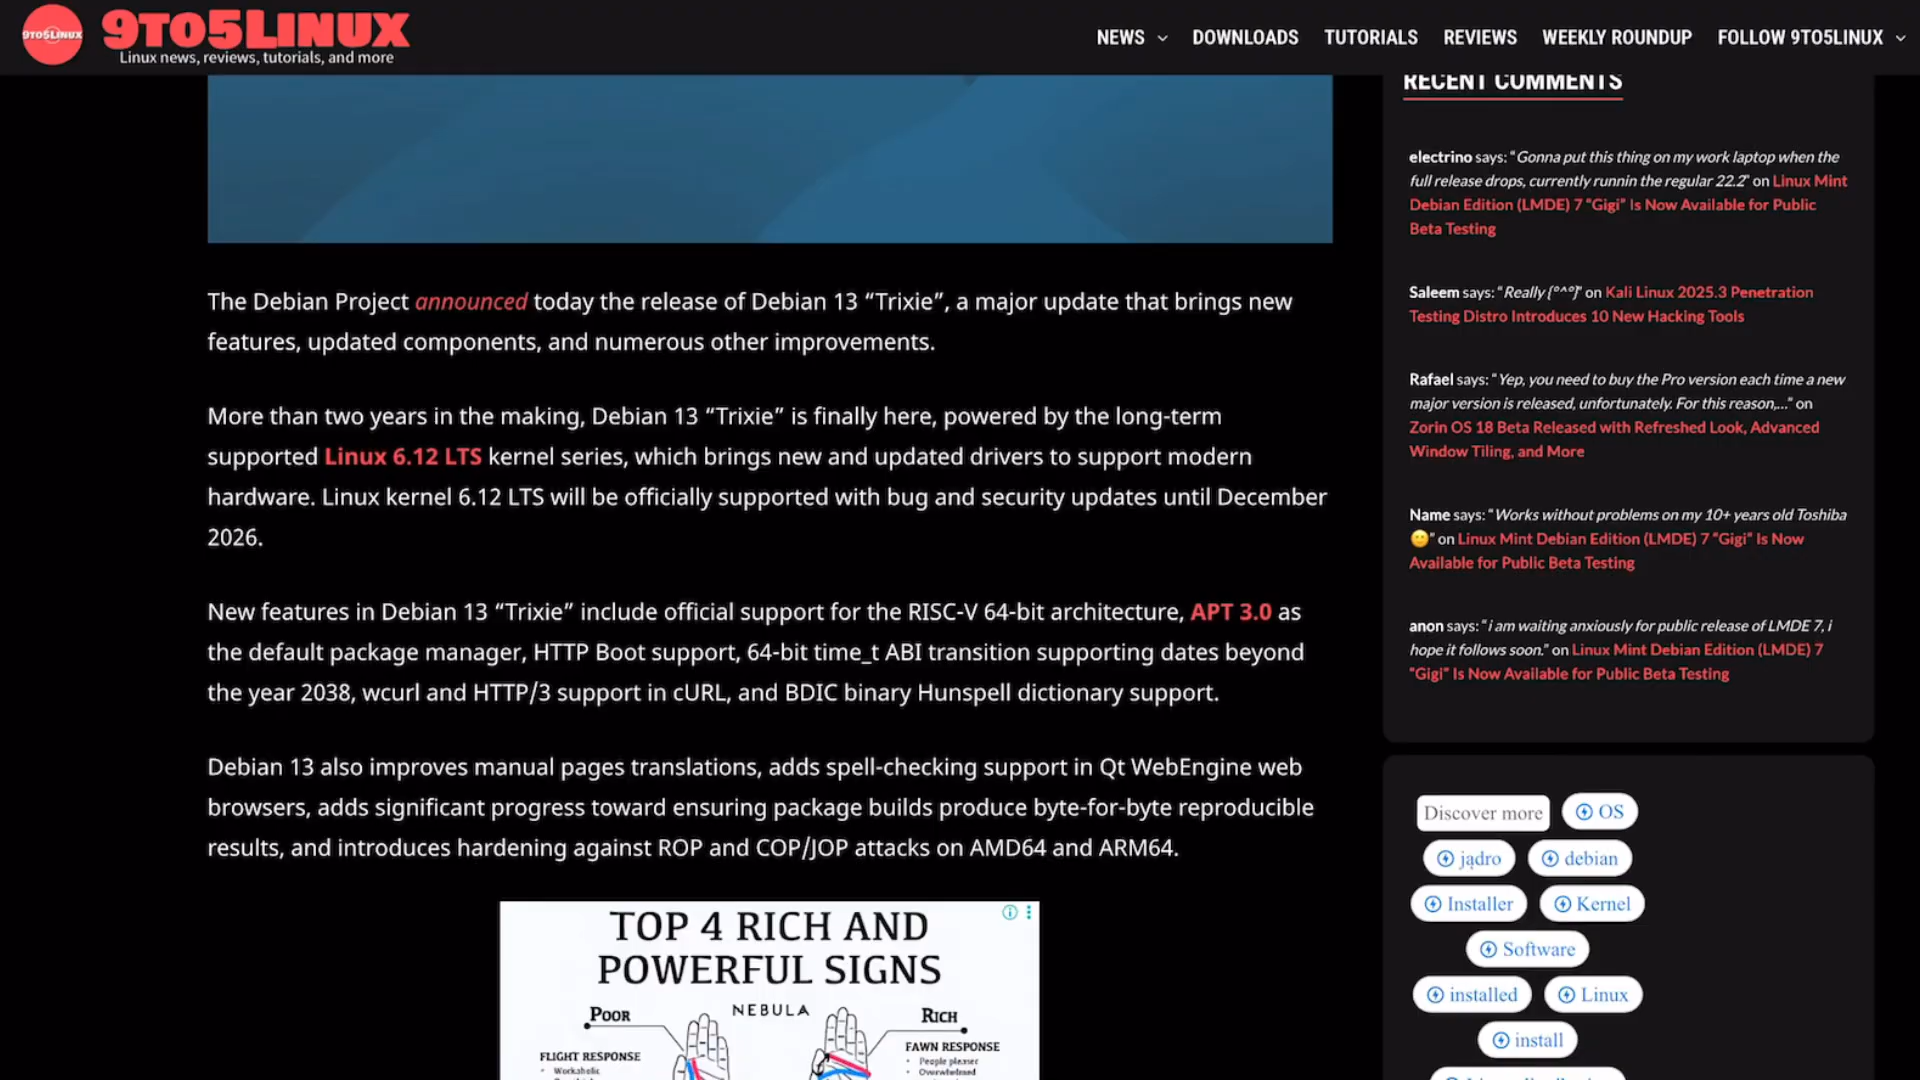 9TO5LINUX
9TO5LINUX
Linux news, reviews, tutorials, and more
NEWS
DOWNLOADS
TUTORIALS
REVIEWS
WEEKLY ROUNDUP
FOLLOW 9TO5LINUX
The Debian Project announced today the release of Debian 13 “Trixie”, a major update that brings new
features, updated components, and numerous other improvements.
More than two years in the making, Debian 13 “Trixie” is finally here, powered by the long-term
supported Linux 6.12 LTS kernel series, which brings new and updated drivers to support modern
hardware. Linux kernel 6.12 LTS will be officially supported with bug and security updates until December
2026.
New features in Debian 13 “Trixie” include official support for the RISC-V 64-bit architecture, APT 3.0 as
the default package manager, HTTP Boot support, 64-bit time_t ABI transition supporting dates beyond
the year 2038, wcurl and HTTP/3 support in cURL, and BDIC binary Hunspell dictionary support.
Debian 13 also improves manual pages translations, adds spell-checking support in Qt WebEngine web
browsers, adds significant progress toward ensuring package builds produce byte-for-byte reproducible
results, and introduces hardening against ROP and COP/JOP attacks on AMD64 and ARM64.
TOP 4 RICH AND
POWERFUL SIGNS
NEBULA
POOR
RICH
FLIGHT RESPONSE
• Workaholic
FAWN RESPONSE
• People pleaser
• Overwhelmed
RECENT COMMENTS
electrino says: “Gonna put this thing on my work laptop when the
full release drops, currently runnin the regular 22.2” on Linux Mint
Debian Edition (LMDE) 7 “Gigi” Is Now Available for Public
Beta Testing
Saleem says: “Really {°^°}” on Kali Linux 2025.3 Penetration
Testing Distro Introduces 10 New Hacking Tools
Rafael says: “Yep, you need to buy the Pro version each time a new
major version is released, unfortunately. For this reason,…” on
Zorin OS 18 Beta Released with Refreshed Look, Advanced
Window Tiling, and More
Name says: “Works without problems on my 10+ years old Toshiba
🙂” on Linux Mint Debian Edition (LMDE) 7 “Gigi” Is Now
Available for Public Beta Testing
anon says: “i am waiting anxiously for public release of LMDE 7, i
hope it follows soon.” on Linux Mint Debian Edition (LMDE) 7
“Gigi” Is Now Available for Public Beta Testing
Discover more
OS
jądro
debian
Installer
Kernel
Software
installed
Linux
install